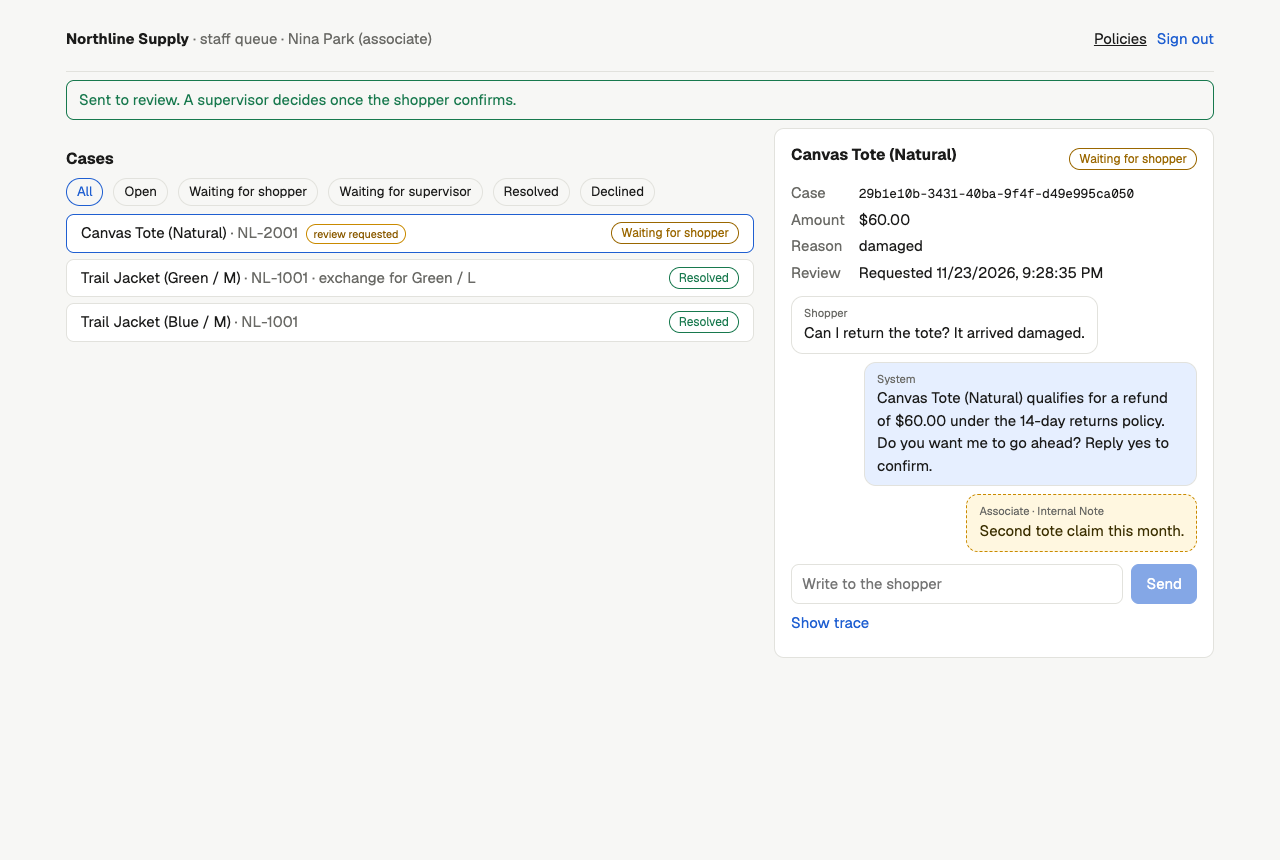 Northline Supply · staff queue · Nina Park (associate)
Policies
Sign out
Sent to review. A supervisor decides once the shopper confirms.
Cases
All
Open
Waiting for shopper
Waiting for supervisor
Resolved
Declined
Canvas Tote (Natural) · NL-2001 review requested
Waiting for shopper
Trail Jacket (Green / M) · NL-1001 · exchange for Green / L
Resolved
Trail Jacket (Blue / M) · NL-1001
Resolved
Canvas Tote (Natural)
Waiting for shopper
Case 29b1e10b-3431-40ba-9f4f-d49e995ca050
Amount $60.00
Reason damaged
Review Requested 11/23/2026, 9:28:35 PM
Shopper
Can I return the tote? It arrived damaged.
System
Canvas Tote (Natural) qualifies for a refund
of $60.00 under the 14-day returns policy.
Do you want me to go ahead? Reply yes to
confirm.
Associate · Internal Note
Second tote claim this month.
Write to the shopper
Send
Show trace